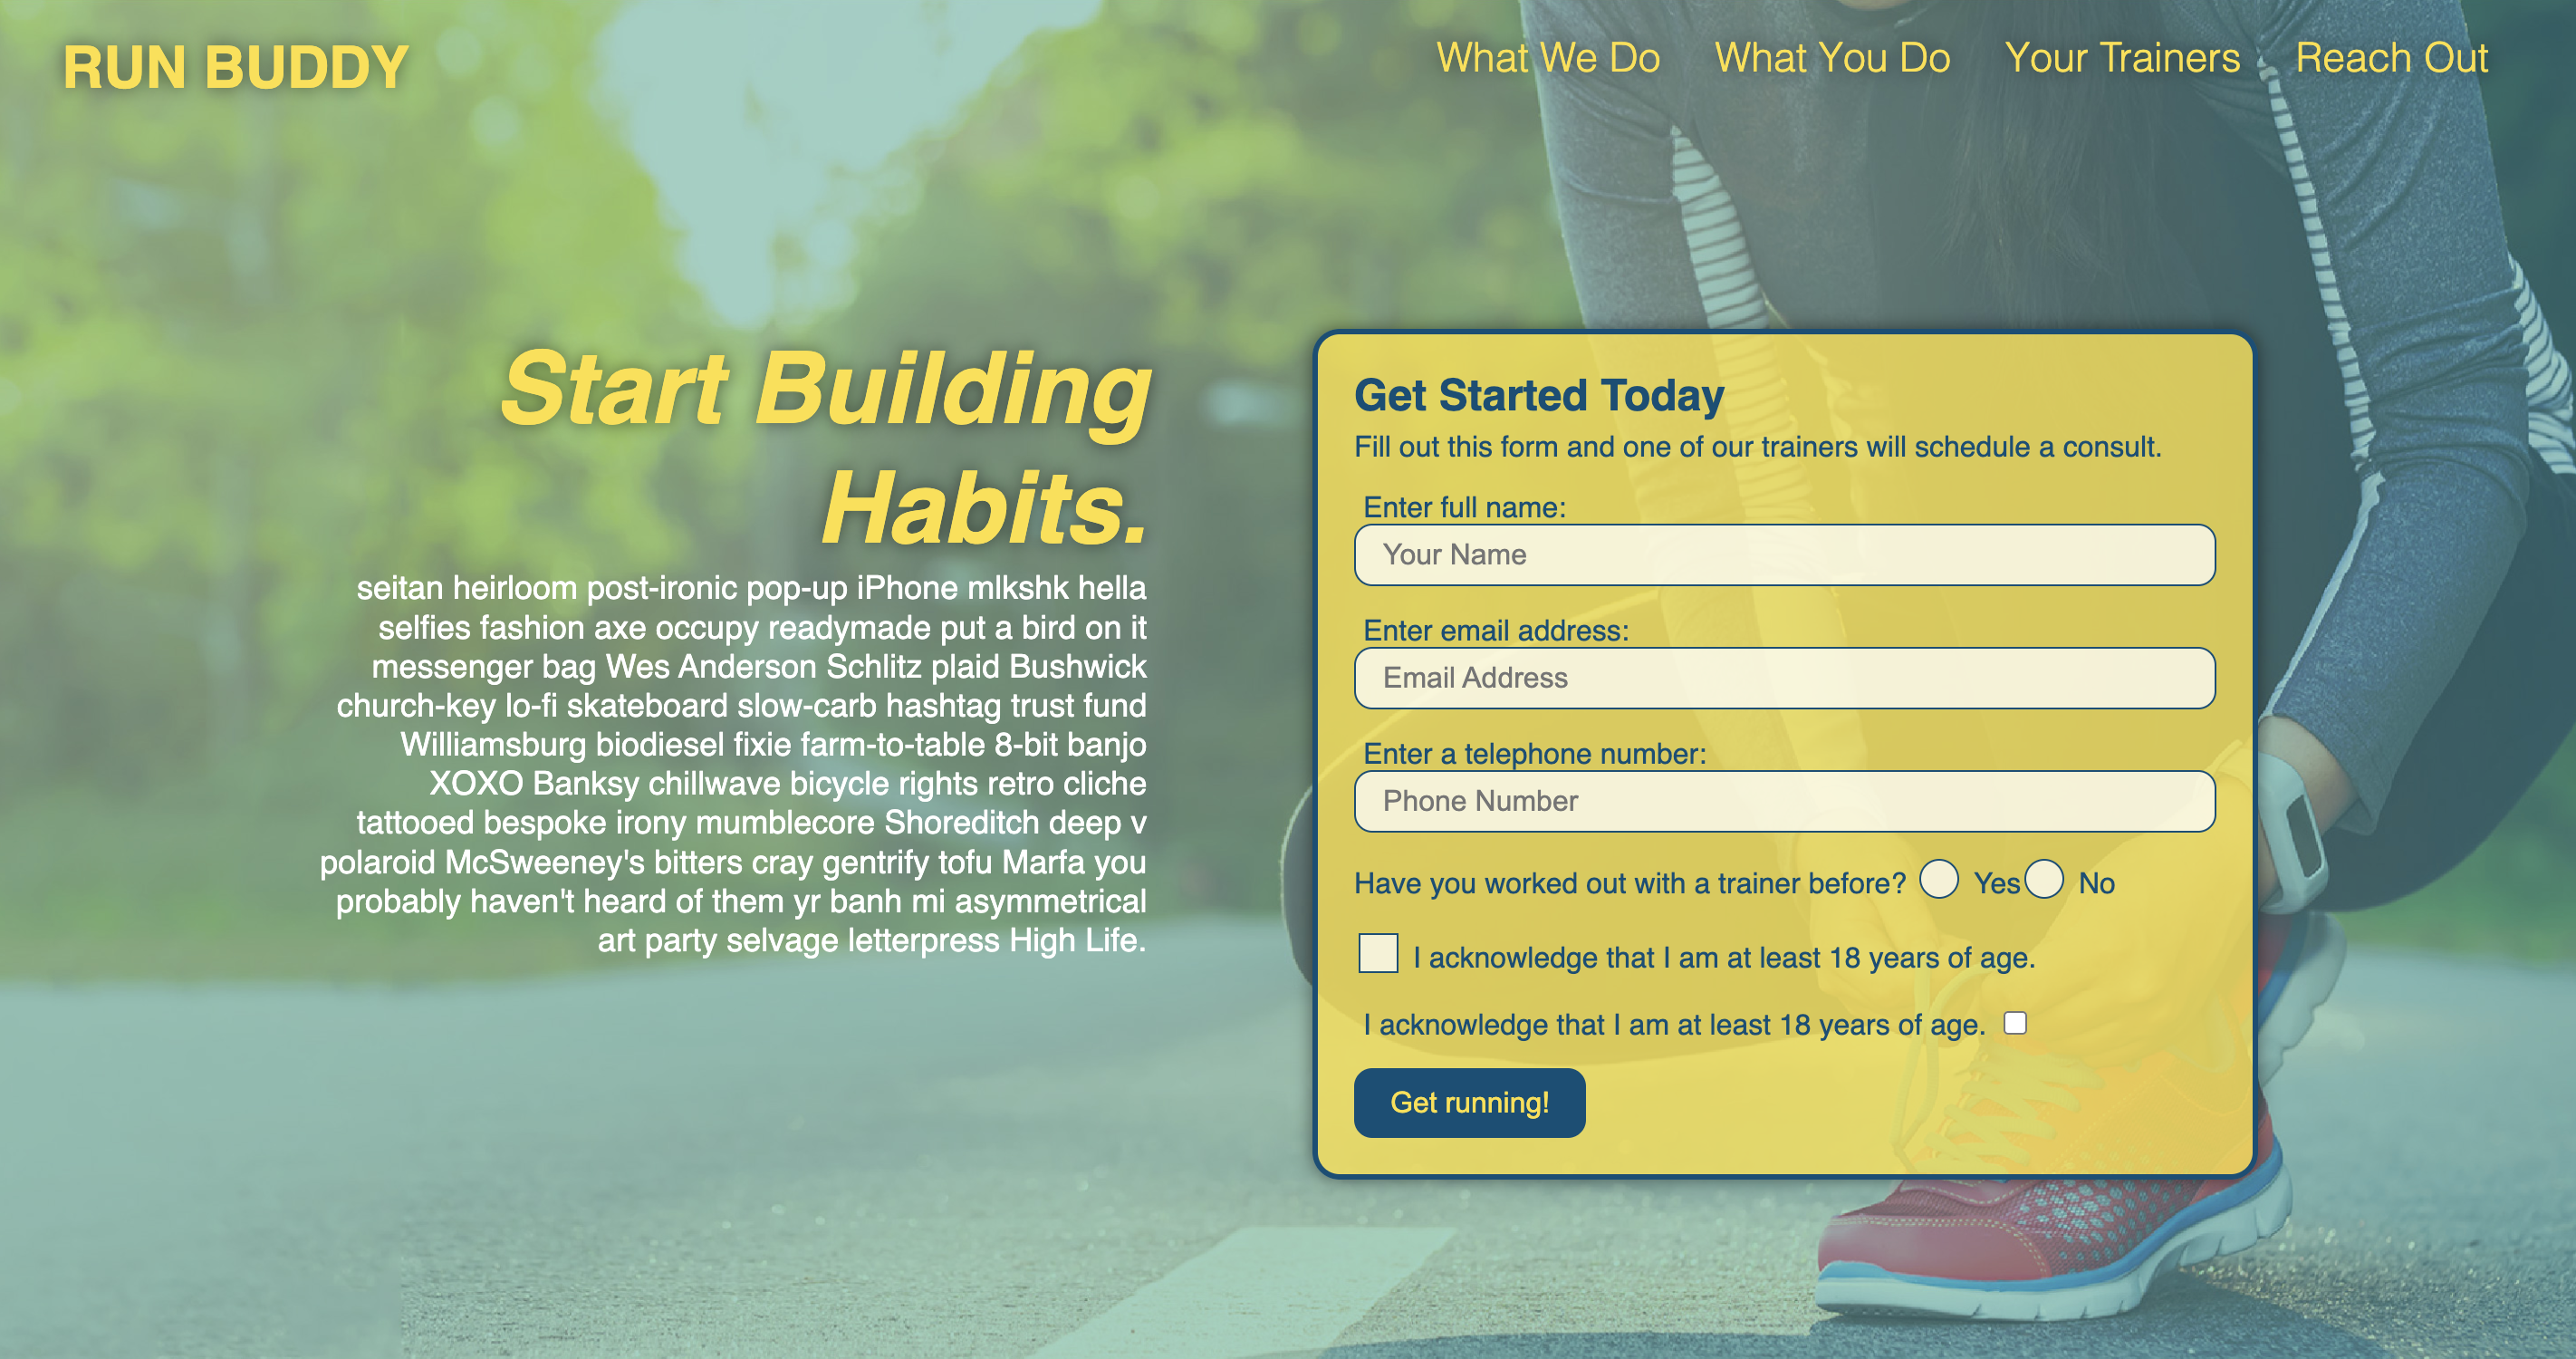 RUN BUDDY
What We Do What You Do Your Trainers Reach Out
Start Building
Habits.
seitan heirloom post-ironic pop-up iPhone mlkshk hella
selfies fashion axe occupy readymade put a bird on it
messenger bag Wes Anderson Schlitz plaid Bushwick
church-key lo-fi skateboard slow-carb hashtag trust fund
Williamsburg biodiesel fixie farm-to-table 8-bit banjo
XOXO Banksy chillwave bicycle rights retro cliche
tattooed bespoke irony mumblecore Shoreditch deep v
polaroid McSweeney's bitters cray gentrify tofu Marfa you
probably haven't heard of them yr banh mi asymmetrical
art party selvage letterpress High Life.
Get Started Today
Fill out this form and one of our trainers will schedule a consult.
Enter full name:
Your Name
Enter email address:
Email Address
Enter a telephone number:
Phone Number
Have you worked out with a trainer before? Yes No
I acknowledge that I am at least 18 years of age.
I acknowledge that I am at least 18 years of age.
Get running!